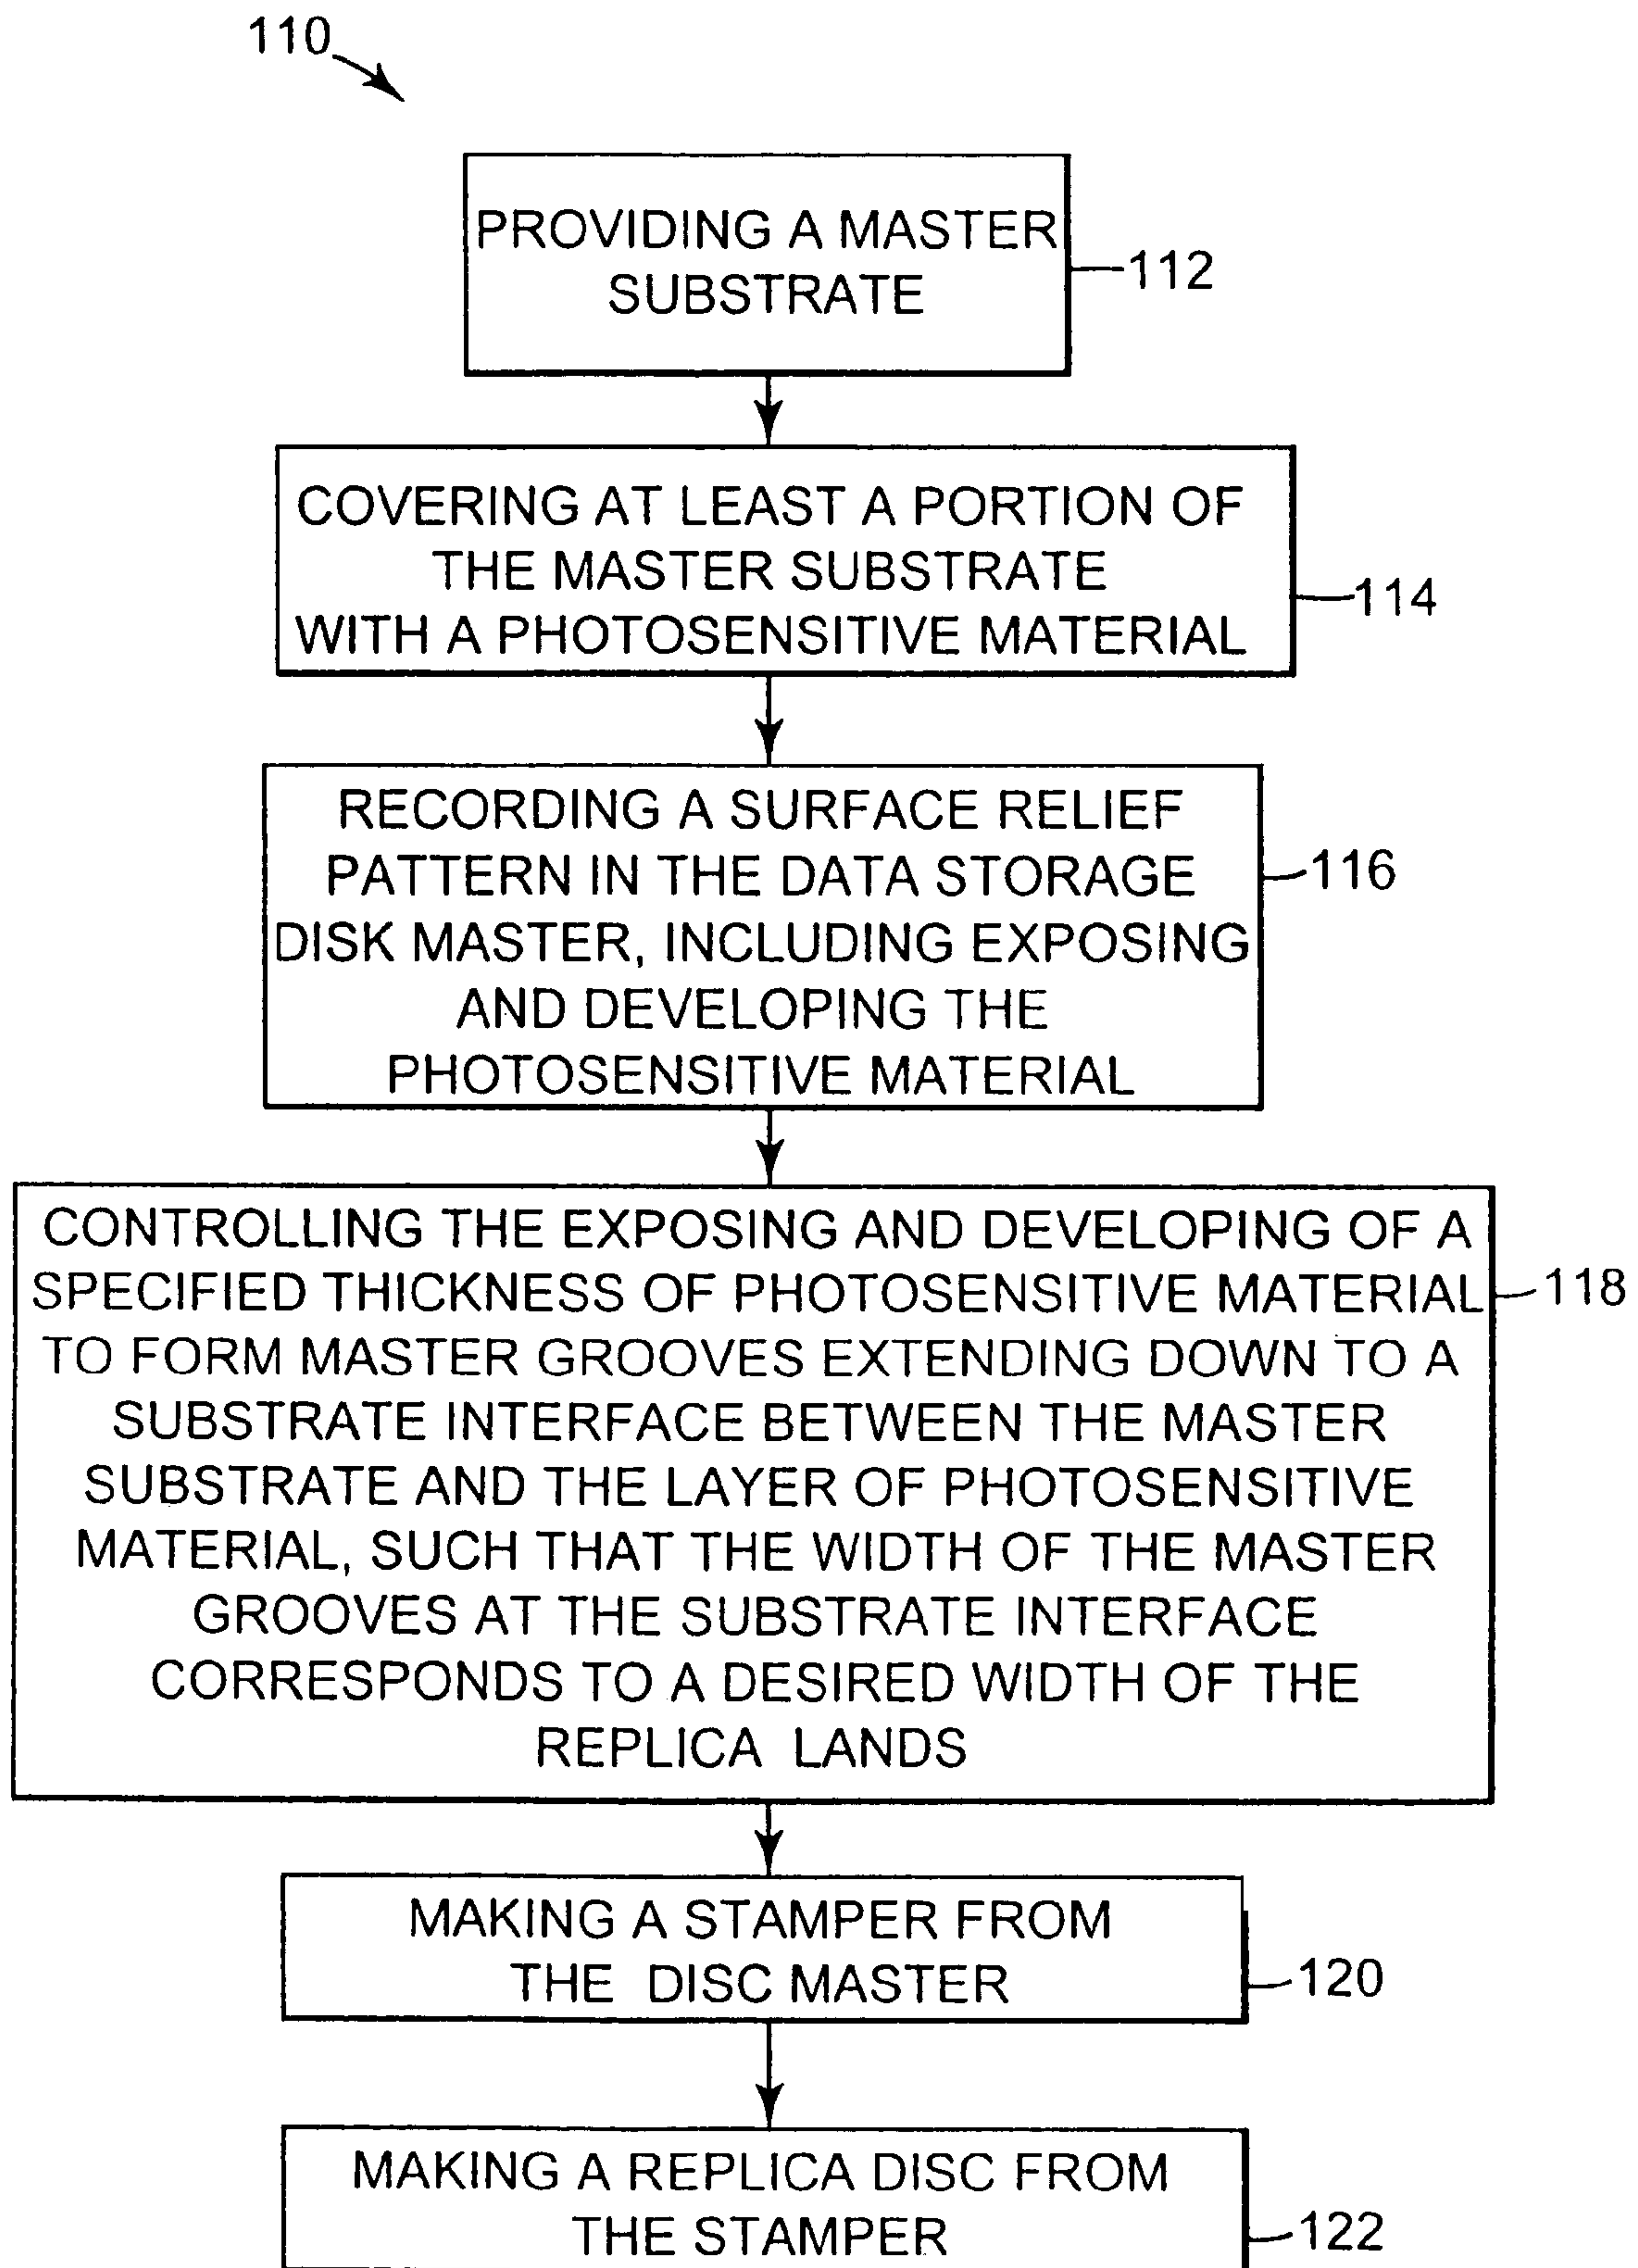 110
PROVIDING A MASTER
SUBSTRATE
112
COVERING AT LEAST A PORTION OF
THE MASTER SUBSTRATE
WITH A PHOTOSENSITIVE MATERIAL
114
RECORDING A SURFACE RELIEF
PATTERN IN THE DATA STORAGE
DISK MASTER, INCLUDING EXPOSING
AND DEVELOPING THE
PHOTOSENSITIVE MATERIAL
116
CONTROLLING THE EXPOSING AND DEVELOPING OF A
SPECIFIED THICKNESS OF PHOTOSENSITIVE MATERIAL
TO FORM MASTER GROOVES EXTENDING DOWN TO A
SUBSTRATE INTERFACE BETWEEN THE MASTER
SUBSTRATE AND THE LAYER OF PHOTOSENSITIVE
MATERIAL, SUCH THAT THE WIDTH OF THE MASTER
GROOVES AT THE SUBSTRATE INTERFACE
CORRESPONDS TO A DESIRED WIDTH OF THE
REPLICA LANDS
118
MAKING A STAMPER FROM
THE DISC MASTER
120
MAKING A REPLICA DISC FROM
THE STAMPER
122